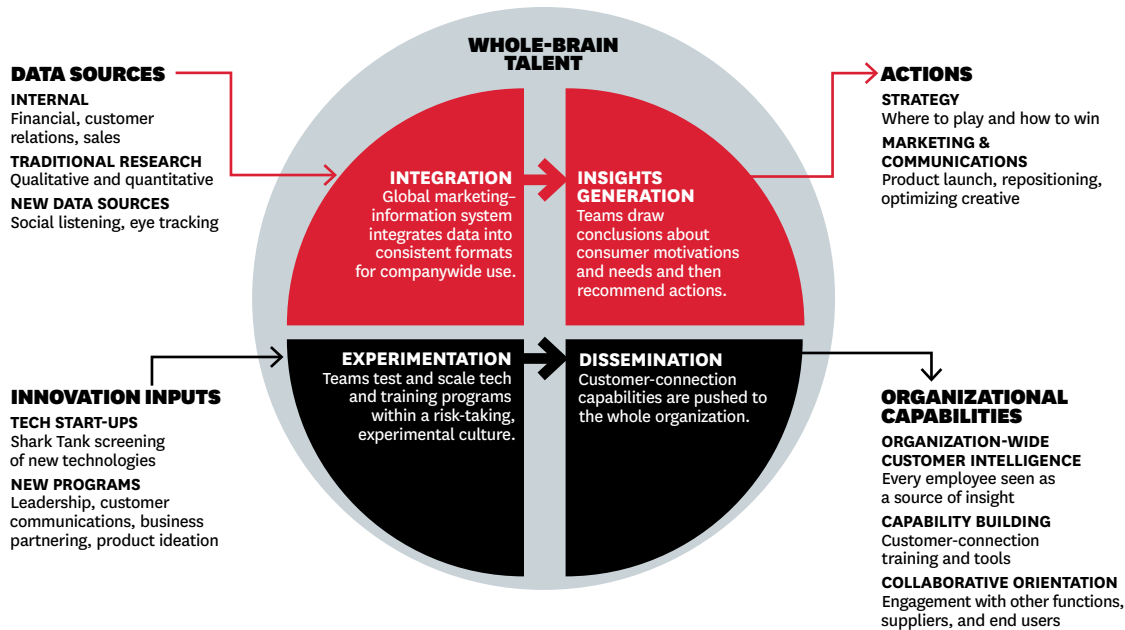 WHOLE-BRAIN
TALENT
DATA SOURCES
INTERNAL
Financial, customer
relations, sales
TRADITIONAL RESEARCH
Qualitative and quantitative
NEW DATA SOURCES
Social listening, eye tracking
INTEGRATION
Global marketing–
information system
integrates data into
consistent formats
for companywide use.
INSIGHTS
GENERATION
Teams draw
conclusions about
consumer motivations
and needs and then
recommend actions.
ACTIONS
STRATEGY
Where to play and how to win
MARKETING &
COMMUNICATIONS
Product launch, repositioning,
optimizing creative
INNOVATION INPUTS
TECH START-UPS
Shark Tank screening
of new technologies
NEW PROGRAMS
Leadership, customer
communications, business
partnering, product ideation
EXPERIMENTATION
Teams test and scale tech
and training programs
within a risk-taking,
experimental culture.
DISSEMINATION
Customer-connection
capabilities are pushed to
the whole organization.
ORGANIZATIONAL
CAPABILITIES
ORGANIZATION-WIDE
CUSTOMER INTELLIGENCE
Every employee seen as
a source of insight
CAPABILITY BUILDING
Customer-connection
training and tools
COLLABORATIVE ORIENTATION
Engagement with other functions,
suppliers, and end users